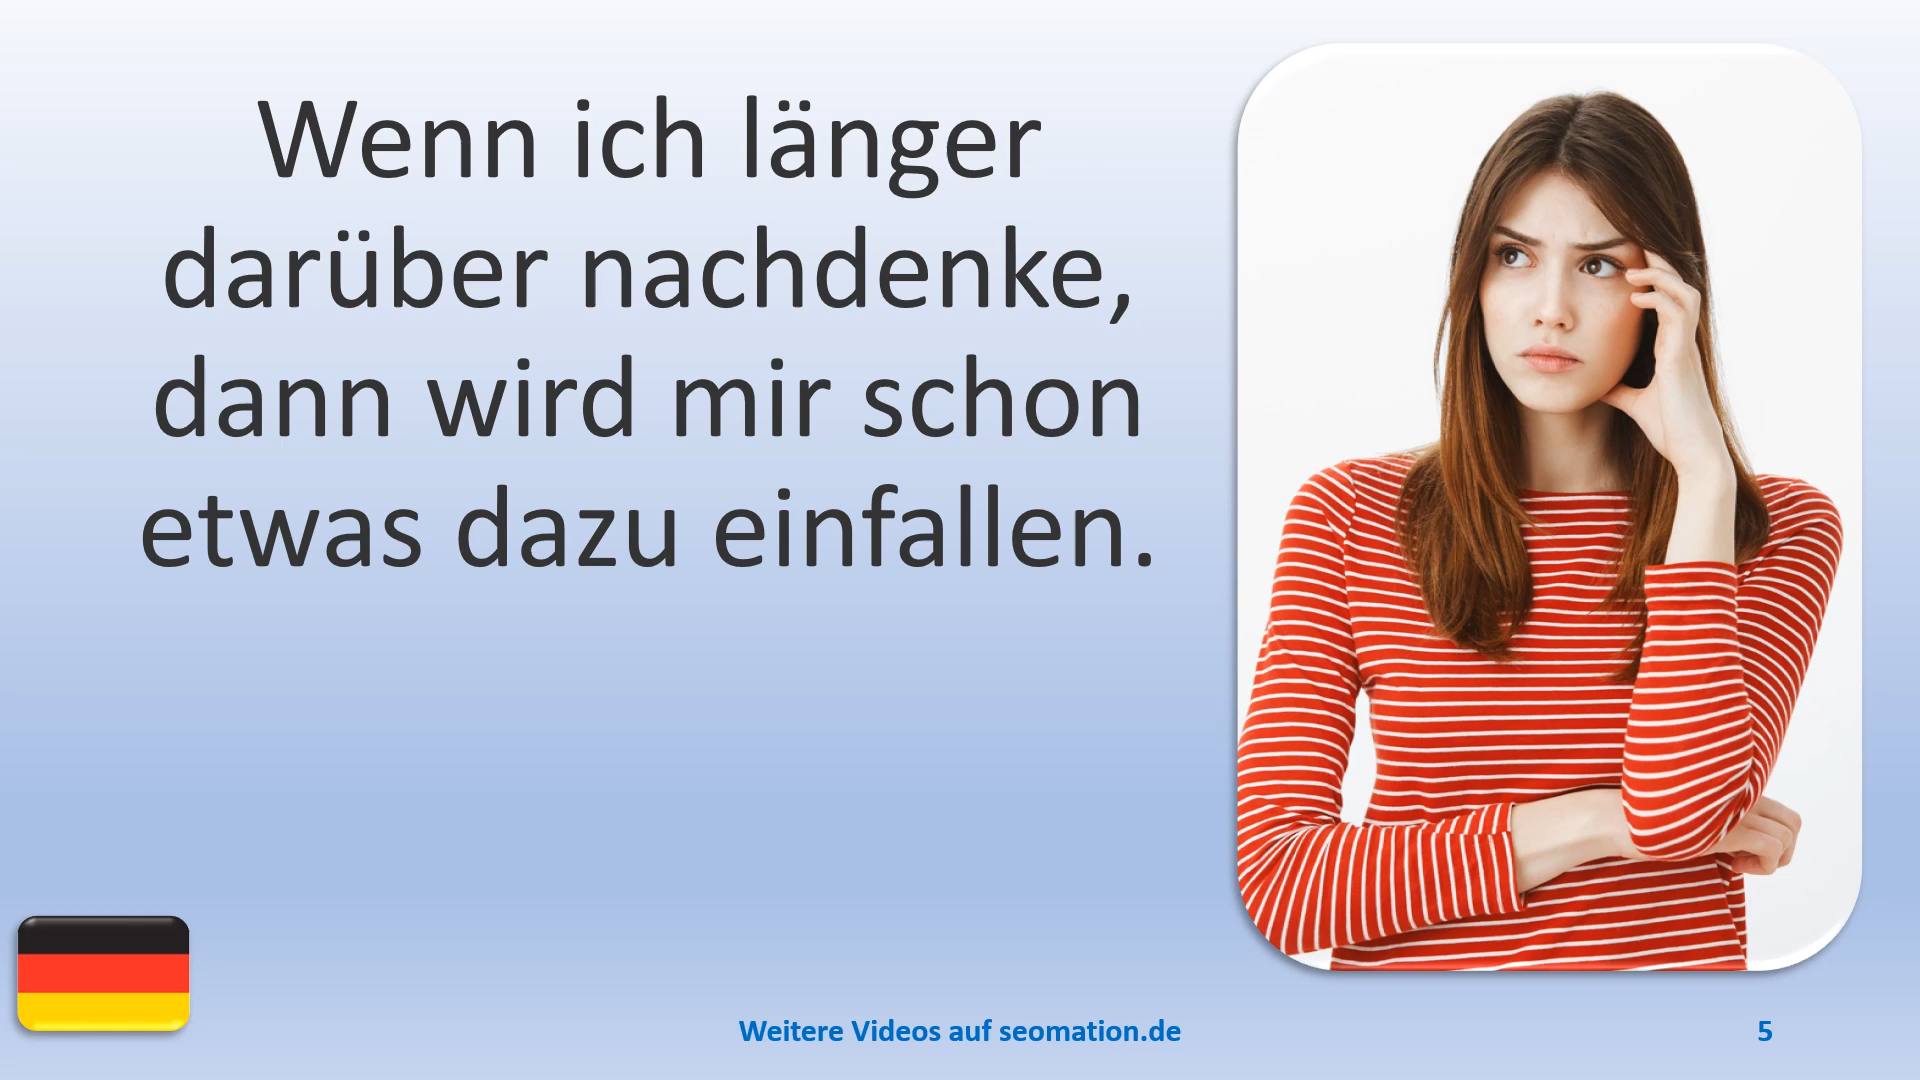 Wenn ich länger
darüber nachdenke,
dann wird mir schon
etwas dazu einfallen.
Weitere Videos auf seomation.de
5